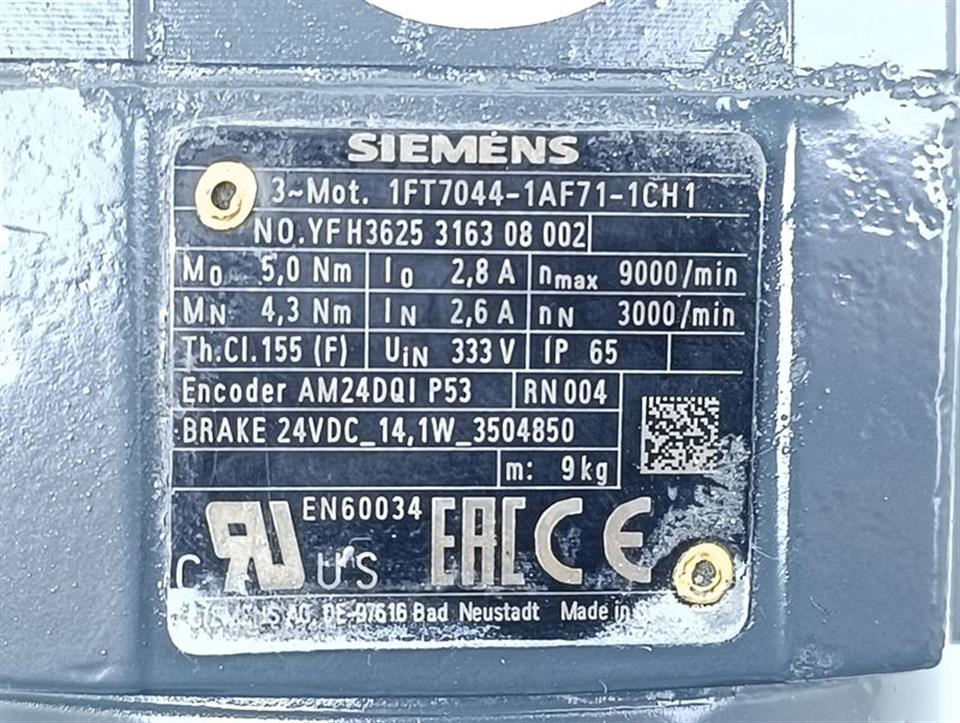 SIEMENS
3~Mot. 1FT7044-1AF71-1CH1
NO.YFH3625 3163 08 002
M0 5,0 Nm I0 2,8 A nmax 9000/min
MN 4,3 Nm IN 2,6 A nN 3000/min
Th.Cl.155 (F) UiN 333 V IP 65
Encoder AM24DQI P53 RN 004
BRAKE 24VDC_14,1W_3504850
m: 9kg
EN60034
C RU US EAC CE
AG, DE-97616 Bad Neustadt Made in